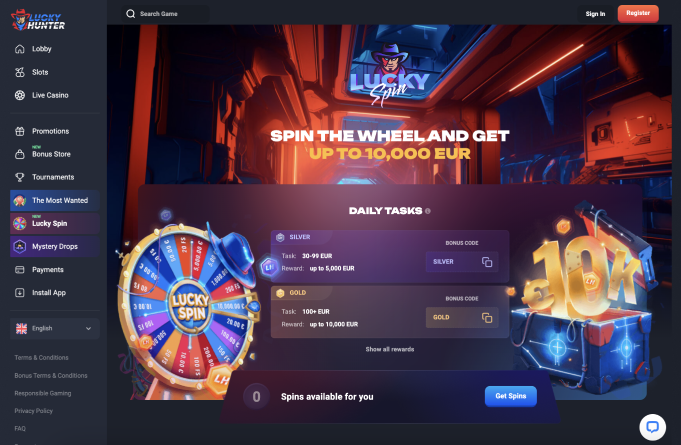 LUCKY
HUNTER
Search Game
Sign In
Register
Lobby
Slots
Live Casino
Promotions
NEW
Bonus Store
Tournaments
The Most Wanted
NEW
Lucky Spin
Mystery Drops
Payments
Install App
English
Terms & Conditions
Bonus Terms & Conditions
Responsible Gaming
Privacy Policy
FAQ
LUCKY
Spin
SPIN THE WHEEL AND GET
UP TO 10,000 EUR
DAILY TASKS
SILVER
Task: 30-99 EUR
Reward: up to 5,000 EUR
BONUS CODE
SILVER
GOLD
Task: 100+ EUR
Reward: up to 10,000 EUR
BONUS CODE
GOLD
Show all rewards
LUCKY
SPIN
10K
0
Spins available for you
Get Spins